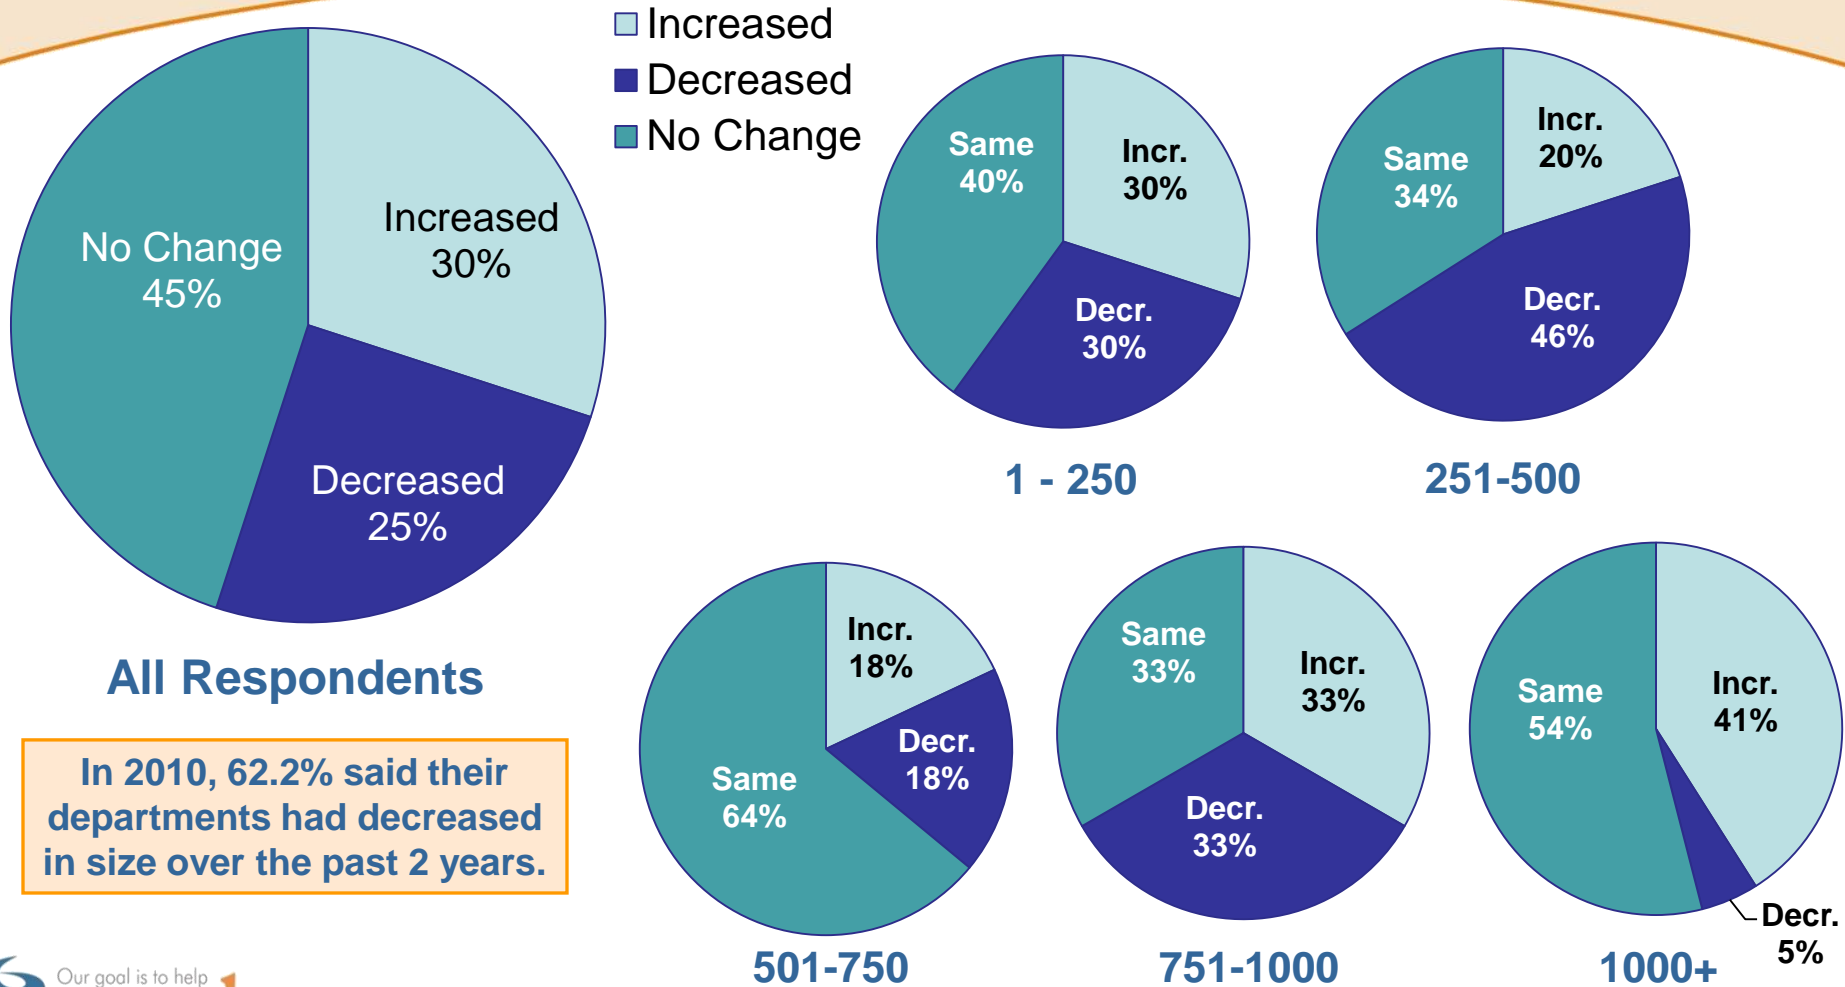 Increased
Decreased
No Change
No Change
45%
Increased
30%
Decreased
25%
All Respondents
In 2010, 62.2% said their
departments had decreased
in size over the past 2 years.
Same
40%
Incr.
30%
Decr.
30%
1 - 250
Same
34%
Incr.
20%
Decr.
46%
251-500
Incr.
18%
Decr.
18%
Same
64%
501-750
Same
33%
Incr.
33%
Decr.
33%
751-1000
Same
54%
Incr.
41%
Decr.
5%
1000+
Our goal is to help